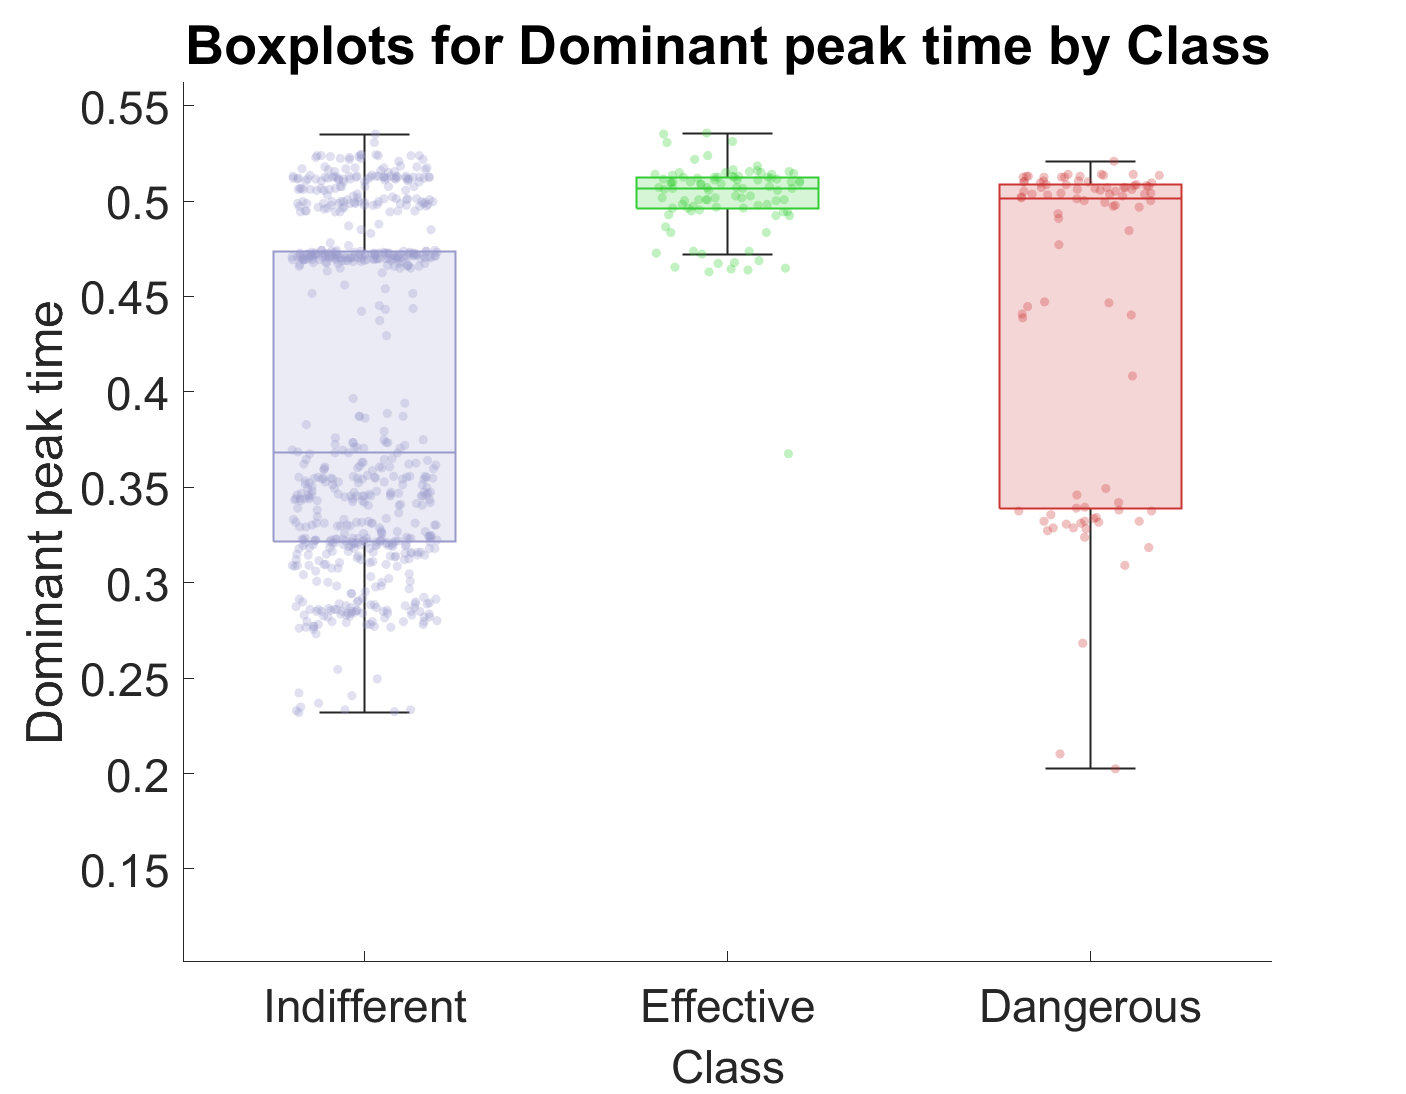 Boxplots for Dominant peak time by Class
0.55
0.5
0.45
0.4
0.35
0.3
0.25
0.2
0.15
Dominant peak time
Indifferent Effective Dangerous
Class